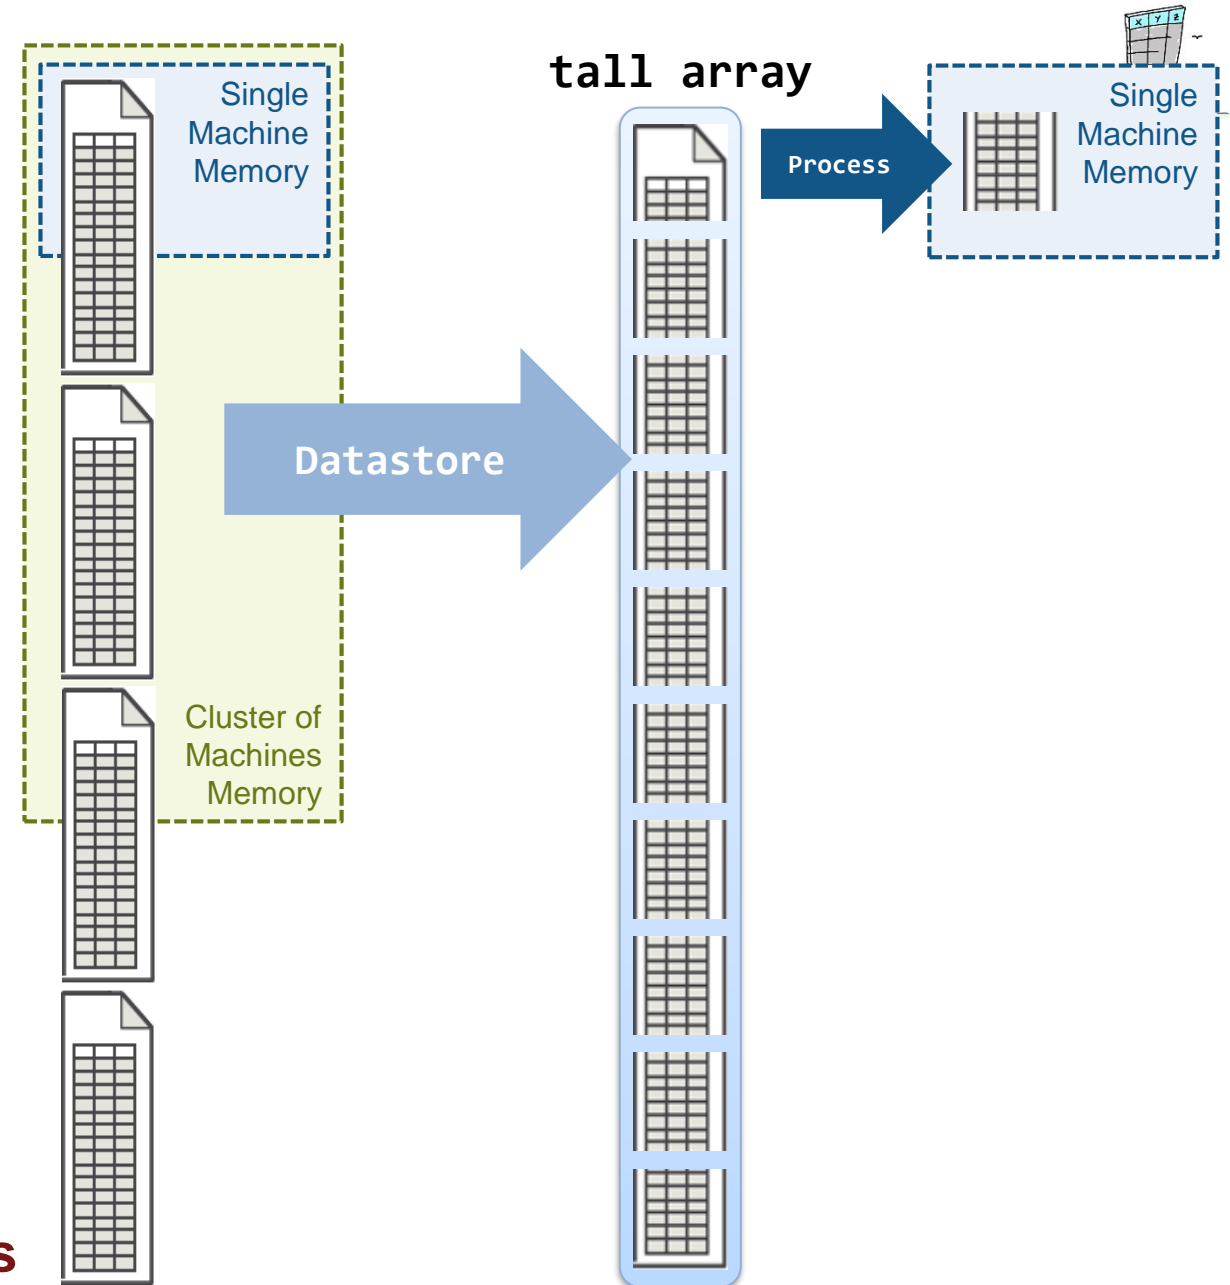 Single
Machine
Memory
Cluster of
Machines
Memory
Datastore
tall array
Process
x y z
Single
Machine
Memory
s